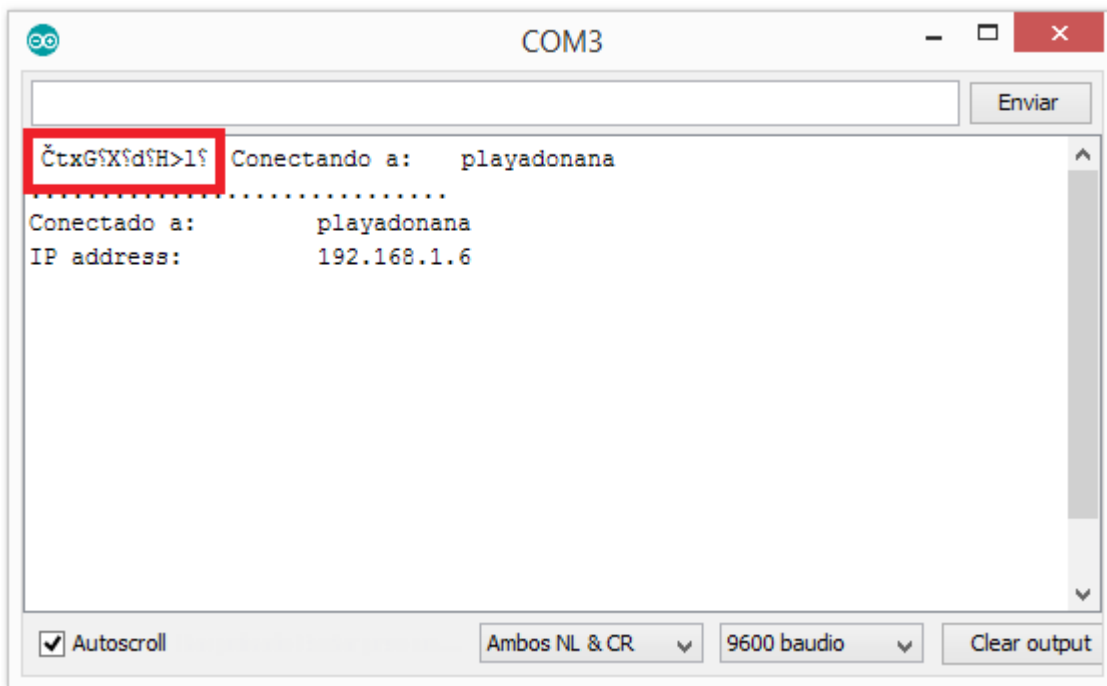 COM3
Enviar
ČtxG⸮X⸮d⸮H>l⸮ Conectando a: playadonana
..............................
Conectado a: playadonana
IP address: 192.168.1.6
Autoscroll Ambos NL & CR 9600 baudio Clear output